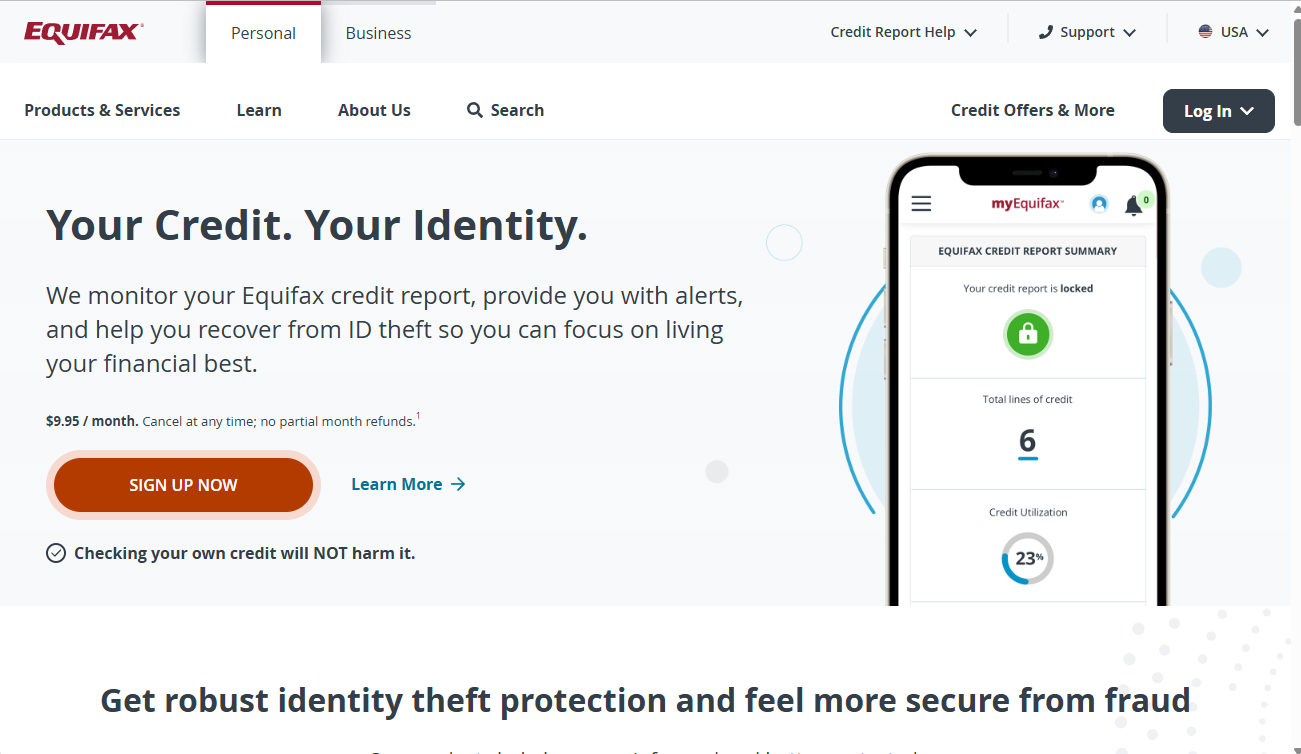 EQUIFAX®
Personal
Business
Credit Report Help
Support
USA
Products & Services
Learn
About Us
Search
Credit Offers & More
Log In
Your Credit. Your Identity.
We monitor your Equifax credit report, provide you with alerts,
and help you recover from ID theft so you can focus on living
your financial best.
$9.95 / month. Cancel at any time; no partial month refunds.1
SIGN UP NOW
Learn More
Checking your own credit will NOT harm it.
myEquifax™
0
EQUIFAX CREDIT REPORT SUMMARY
Your credit report is locked
Total lines of credit
6
Credit Utilization
23%
Get robust identity theft protection and feel more secure from fraud